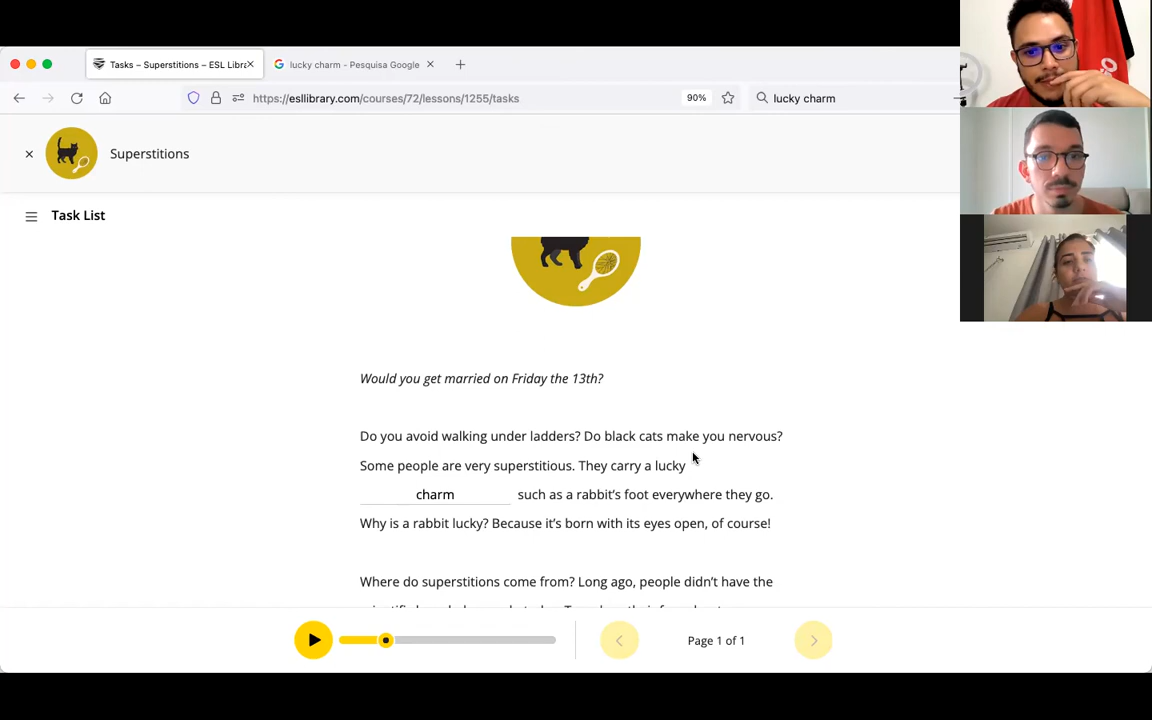 Tasks – Superstitions – ESL Libra
lucky charm - Pesquisa Google
https://esllibrary.com/courses/72/lessons/1255/tasks
90%
lucky charm
Superstitions
Task List
Would you get married on Friday the 13th?
Do you avoid walking under ladders? Do black cats make you nervous?
Some people are very superstitious. They carry a lucky
charm such as a rabbit's foot everywhere they go.
Why is a rabbit lucky? Because it's born with its eyes open, of course!
Where do superstitions come from? Long ago, people didn't have the
Page 1 of 1